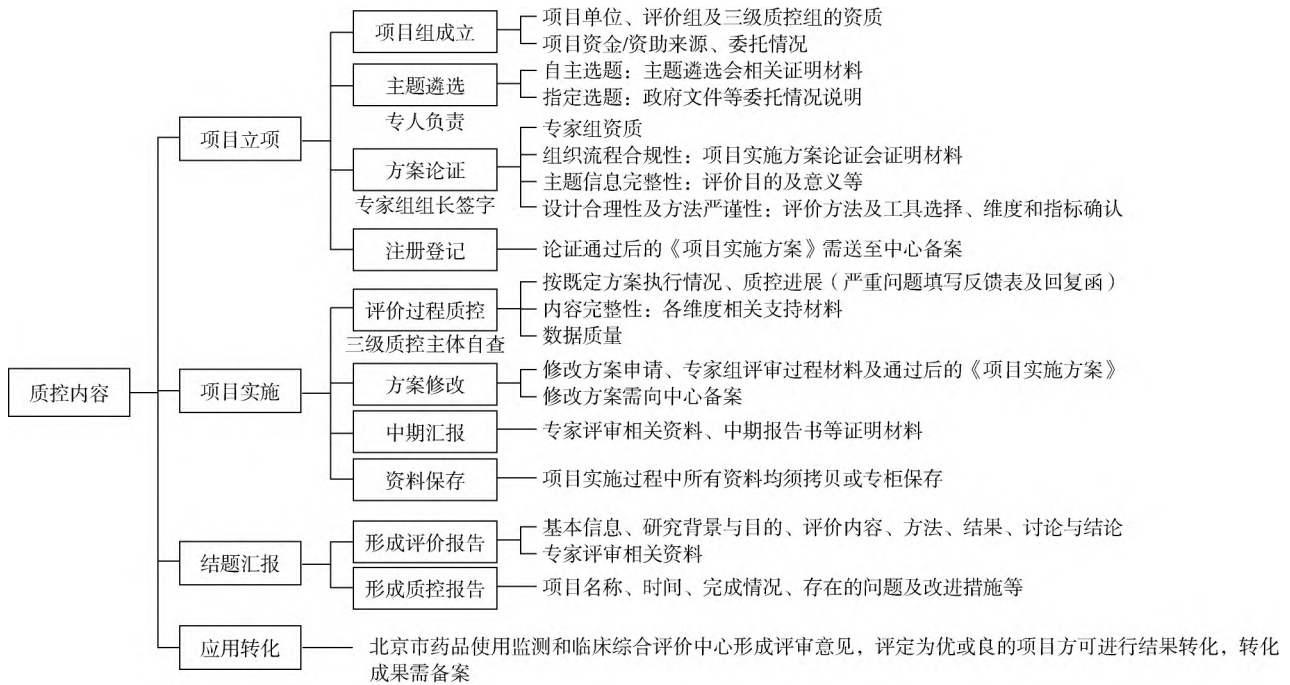 质控内容
项目立项
项目组成立
项目单位、评价组及三级质控组的资质
项目资金/资助来源、委托情况
主题遴选
专人负责
自主选题：主题遴选会相关证明材料
指定选题：政府文件等委托情况说明
方案论证
专家组组长签字
专家组资质
组织流程合规性：项目实施方案论证会证明材料
主题信息完整性：评价目的及意义等
设计合理性及方法严谨性：评价方法及工具选择、维度和指标确认
注册登记
论证通过后的《项目实施方案》需送至中心备案
项目实施
评价过程质控
三级质控主体自查
按既定方案执行情况、质控进展（严重问题填写反馈表及回复函）
内容完整性：各维度相关支持材料
数据质量
方案修改
修改方案申请、专家组评审过程材料及通过后的《项目实施方案》
修改方案需向中心备案
中期汇报
专家评审相关资料、中期报告书等证明材料
资料保存
项目实施过程中所有资料均须拷贝或专柜保存
结题汇报
形成评价报告
基本信息、研究背景与目的、评价内容、方法、结果、讨论与结论
专家评审相关资料
形成质控报告
项目名称、时间、完成情况、存在的问题及改进措施等
应用转化
北京市药品使用监测和临床综合评价中心形成评审意见，评定为优或良的项目方可进行结果转化，转化
成果需备案